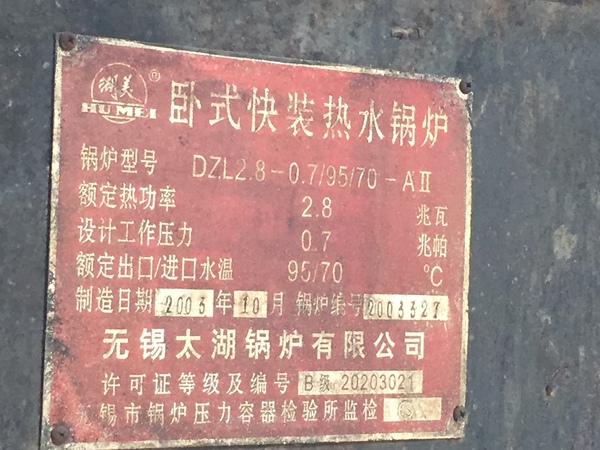 湖美
HUMEI
卧式快装热水锅炉
锅炉型号 DZL2.8-0.7/95/70-AⅡ
额定热功率 2.8 兆瓦
设计工作压力 0.7 兆帕
额定出口/进口水温 95/70 ℃
制造日期 2003 年 10 月 锅炉编号 2003327
无锡太湖锅炉有限公司
许可证等级及编号 B级 20203021
无锡市锅炉压力容器检验所监检